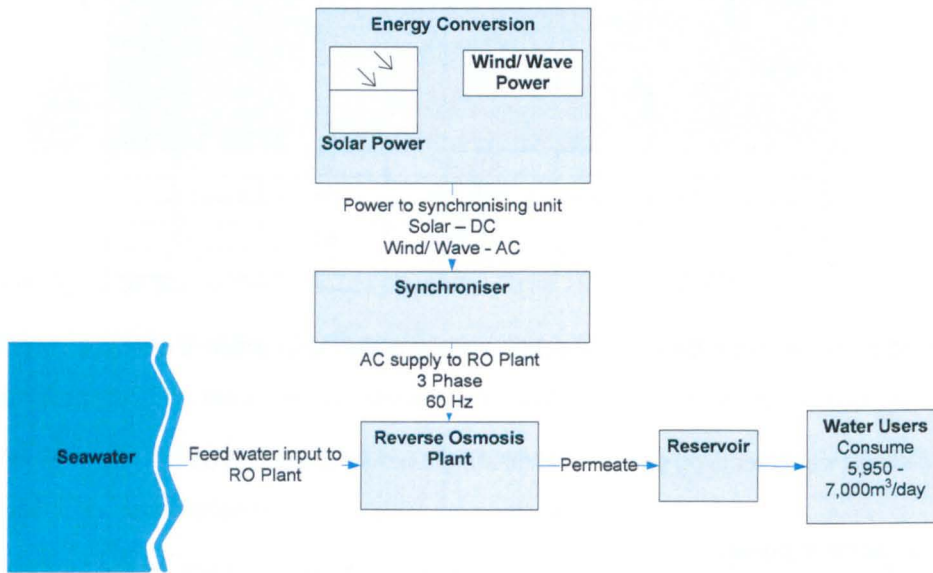 Energy Conversion
Wind/ Wave
Power
Solar Power
Power to synchronising unit
Solar – DC
Wind/ Wave - AC
Synchroniser
AC supply to RO Plant
3 Phase
60 Hz
Seawater
Feed water input to
RO Plant
Reverse Osmosis
Plant
Permeate
Reservoir
Water Users
Consume
5,950 -
7,000m³/day